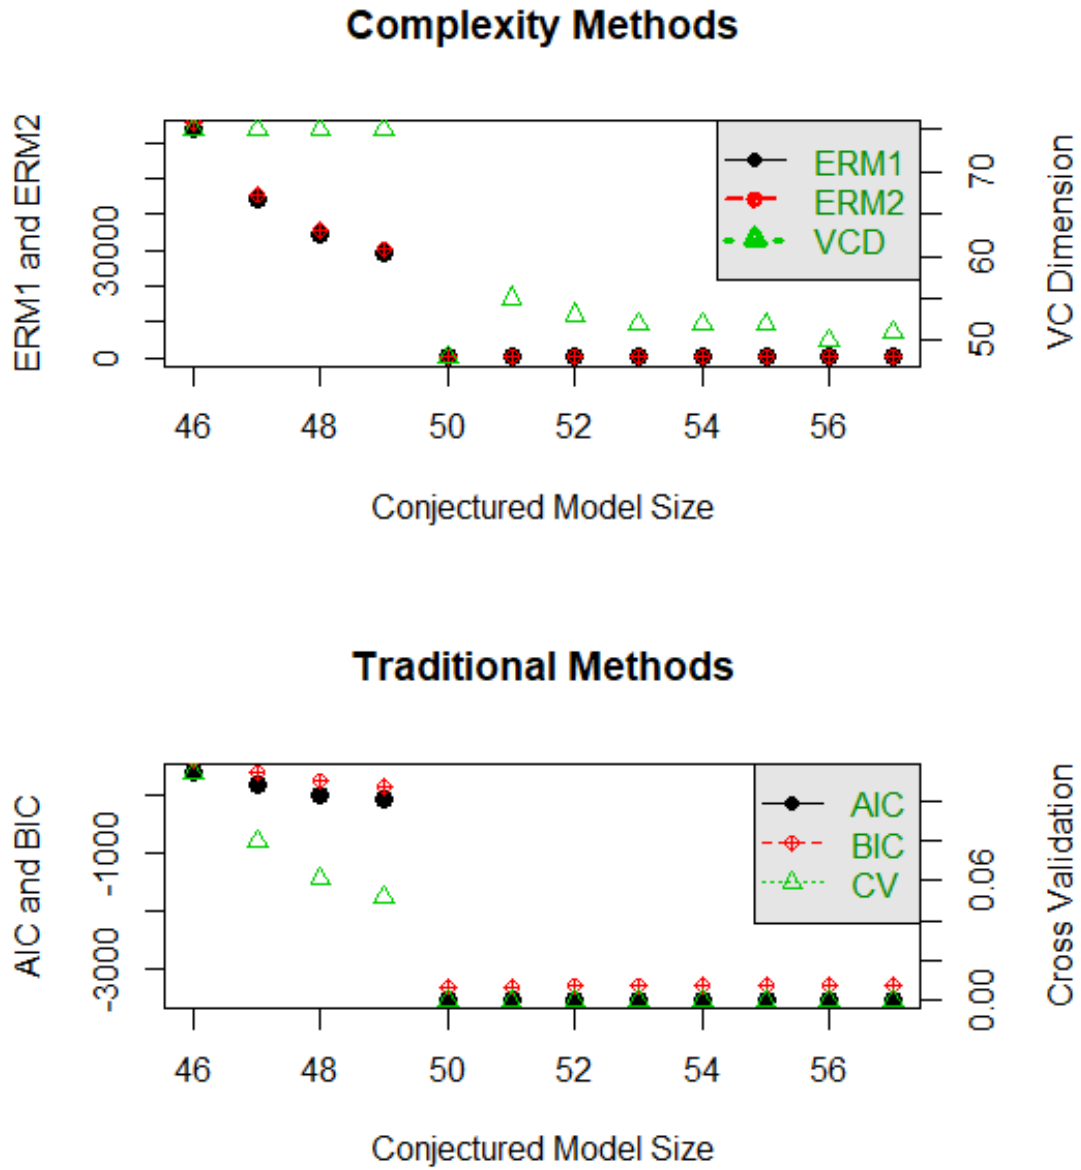 Complexity Methods
ERM1 and ERM2
0
30000
ERM1
ERM2
VCD
50
60
70
VC Dimension
46 48 50 52 54 56
Conjectured Model Size
Traditional Methods
AIC and BIC
-3000
-1000
AIC
BIC
CV
0.00
0.06
Cross Validation
46 48 50 52 54 56
Conjectured Model Size